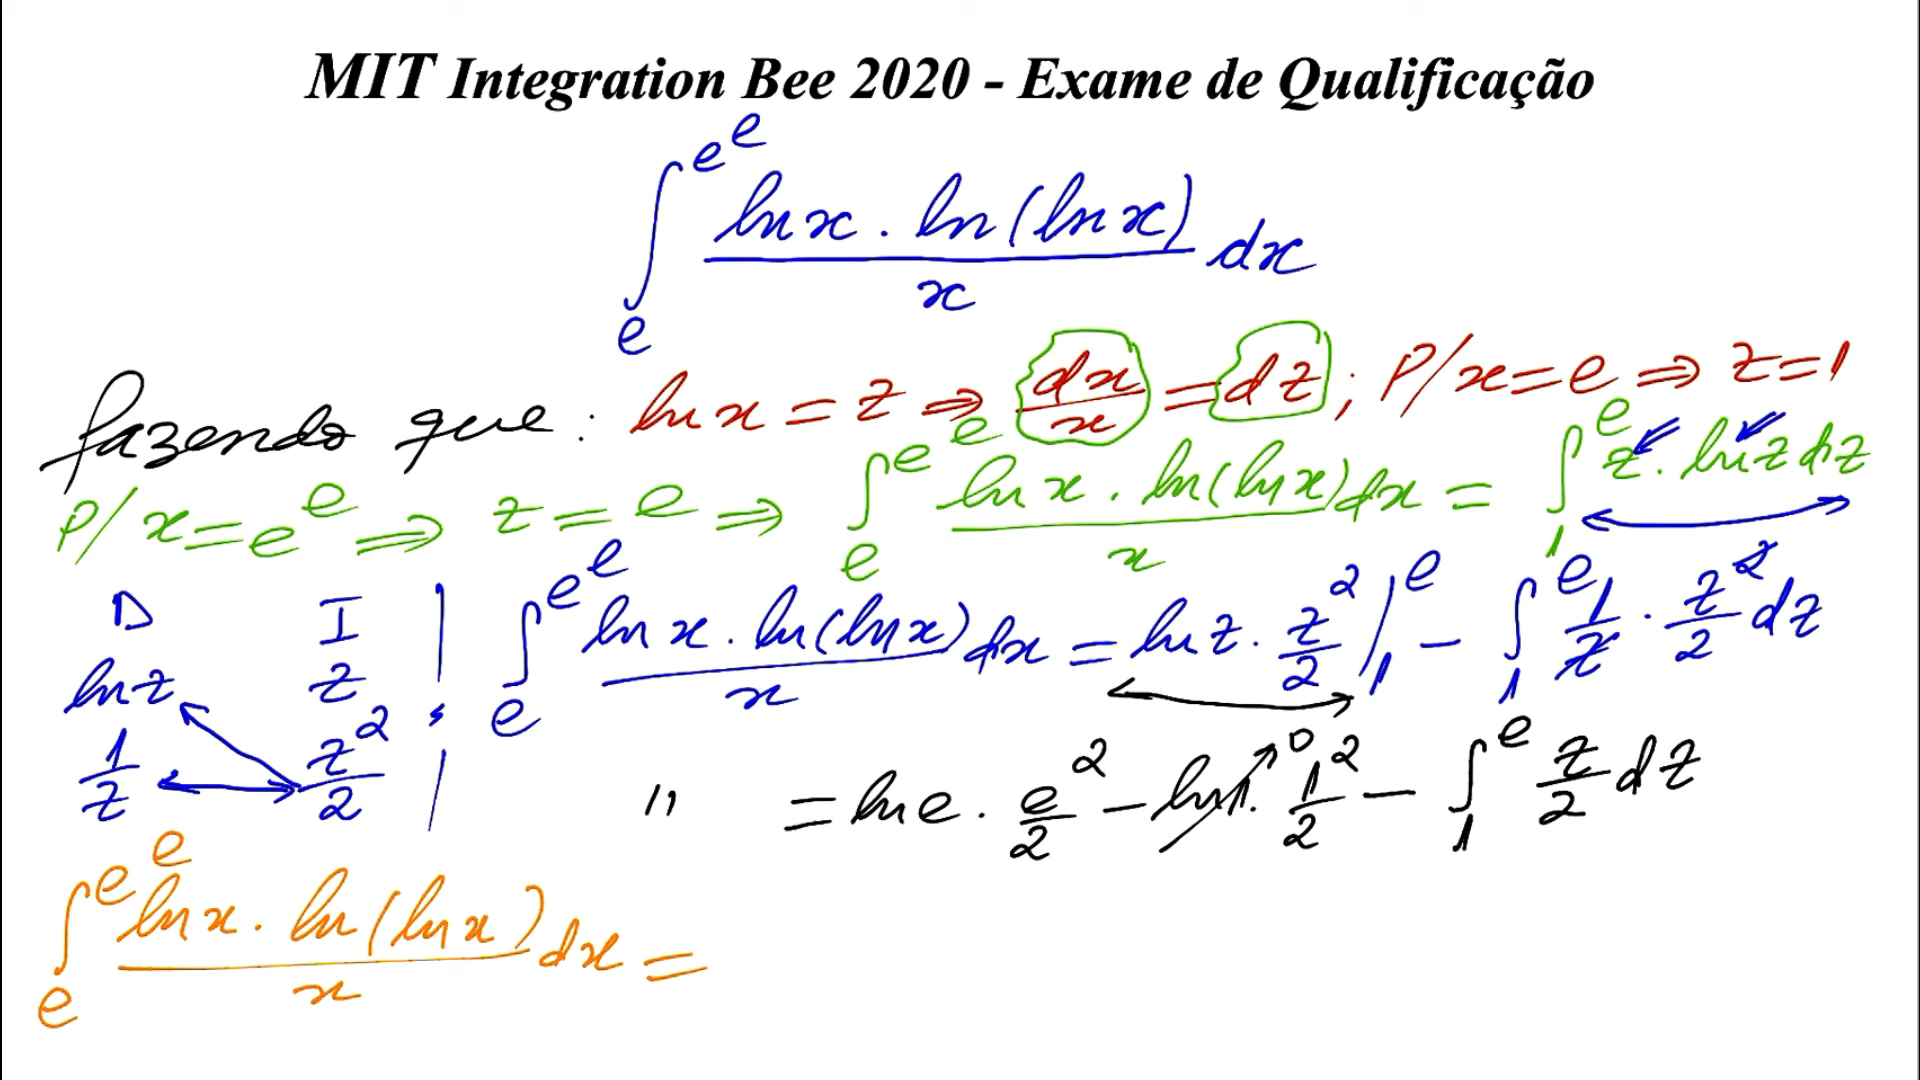 MIT Integration Bee 2020 - Exame de Qualificação
∫_e^{e^e} (ln x . ln(ln x))/x dx
fazendo que: ln x = z ⇒ dx/x = dz ; P/ x = e ⇒ z = 1
P/ x = e^e ⇒ z = e ⇒ ∫_e^{e^e} (ln x . ln(ln x))/x dx = ∫_1^e z . ln z dz
D I
ln z z
1/z z²/2
; ∫_e^{e^e} (ln x . ln(ln x))/x dx = ln z . z²/2 |_1^e - ∫_1^e 1/z . z²/2 dz
" = ln e . e²/2 - ln 1 . 1²/2 - ∫_1^e z/2 dz
0
∫_e^{e^e} (ln x . ln(ln x))/x dx =